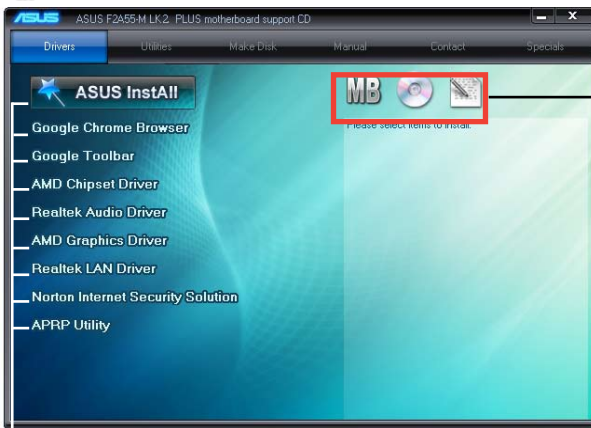 ASUS ASUS F2A55-M LK2 PLUS motherboard support CD
Drivers Utilities Make Disk Manual Contact Specials
ASUS InstAll
MB
Google Chrome Browser
Please select items to install.
Google Toolbar
AMD Chipset Driver
Realtek Audio Driver
AMD Graphics Driver
Realtek LAN Driver
Norton Internet Security Solution
APRP Utility